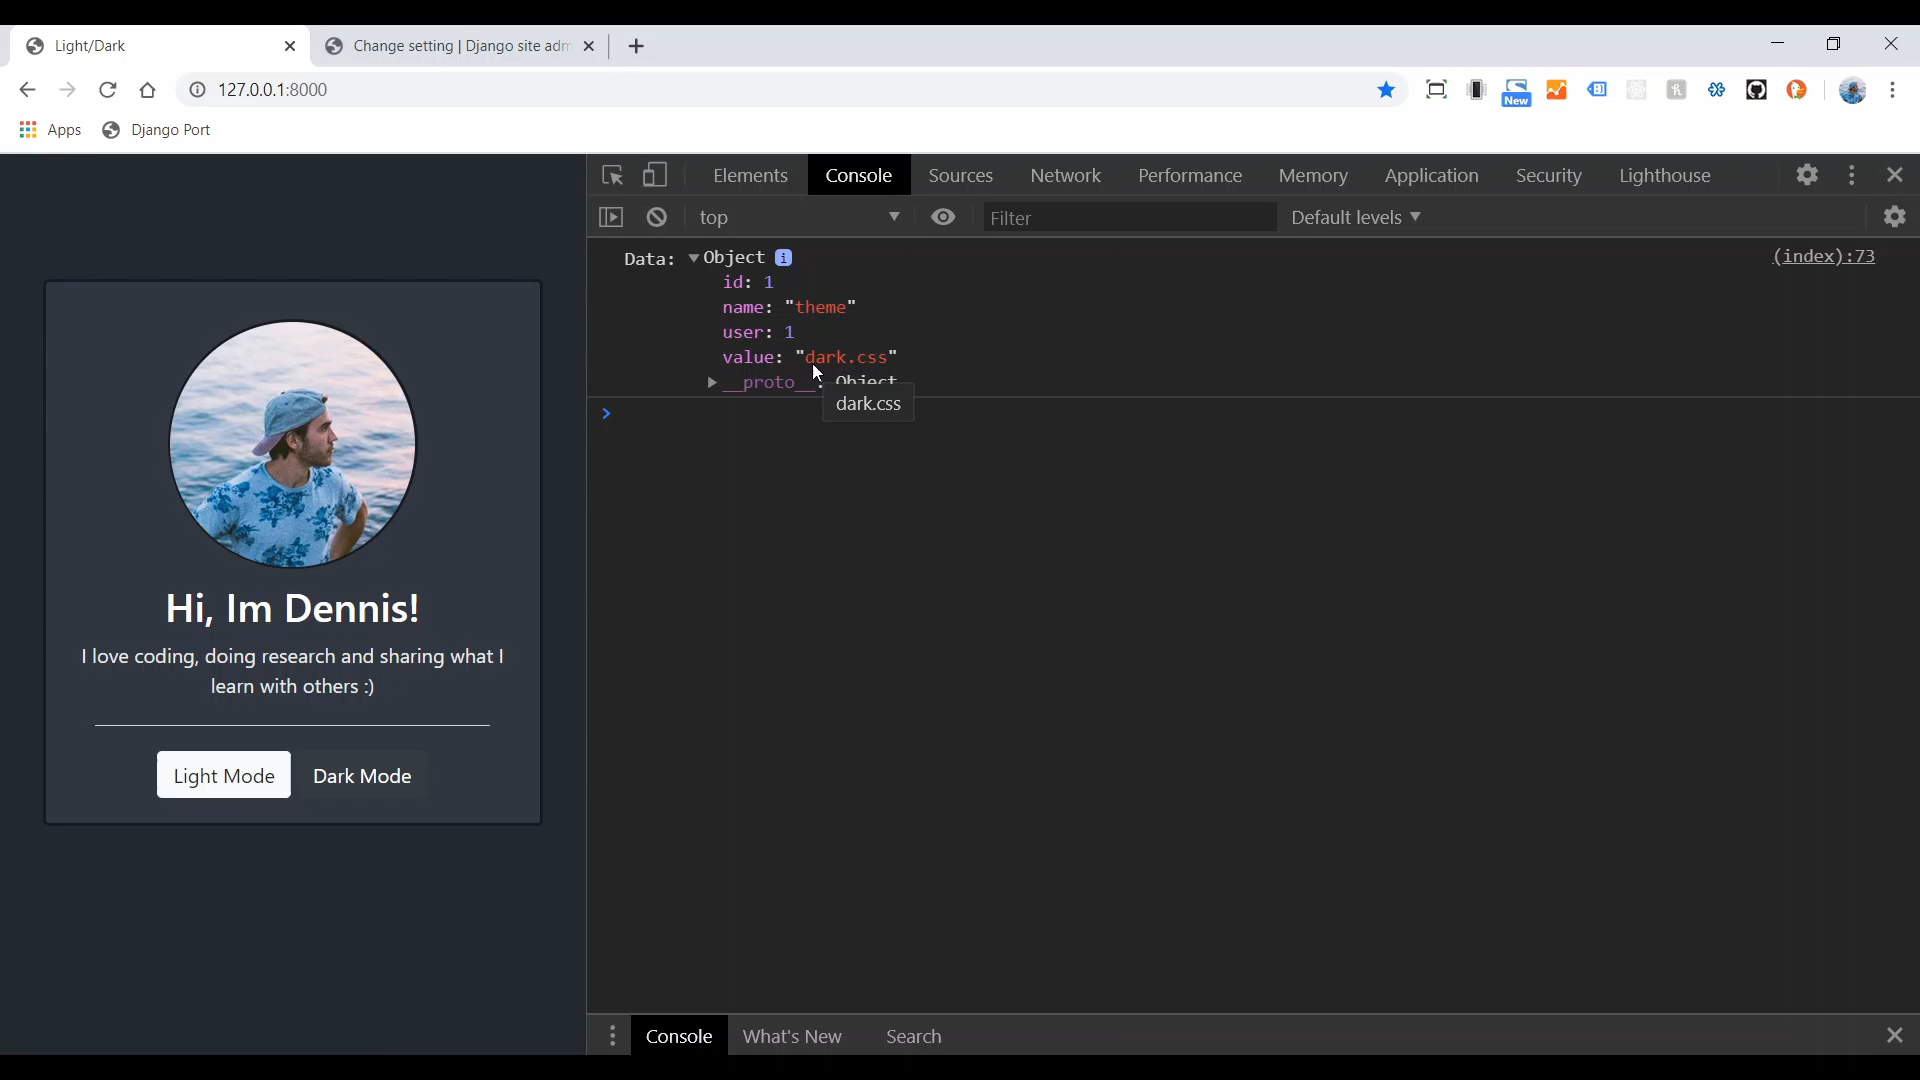 Light/Dark
Change setting | Django site adm
127.0.0.1:8000
New
Apps
Django Port
Elements
Console
Sources
Network
Performance
Memory
Application
Security
Lighthouse
top
Filter
Default levels
Data: Object
(index):73
id: 1
name: "theme"
user: 1
value: "dark.css"
__proto__: Object
dark.css
Hi, Im Dennis!
I love coding, doing research and sharing what I
learn with others :)
Light Mode
Dark Mode
Console
What's New
Search